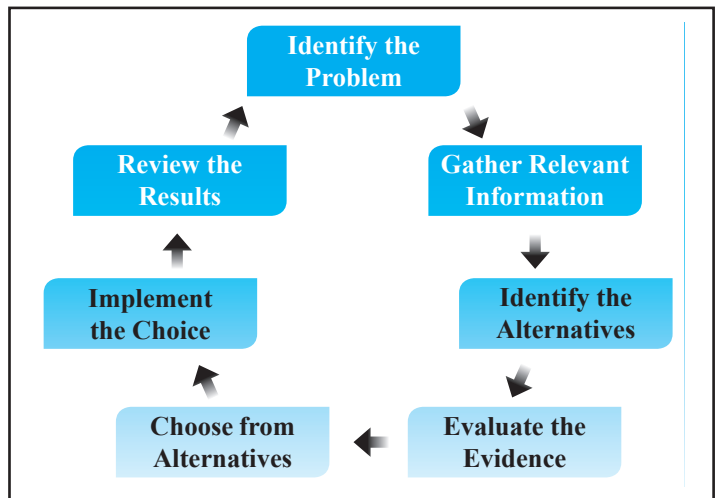 Identify the
Problem
Gather Relevant
Information
Identify the
Alternatives
Evaluate the
Evidence
Choose from
Alternatives
Implement
the Choice
Review the
Results